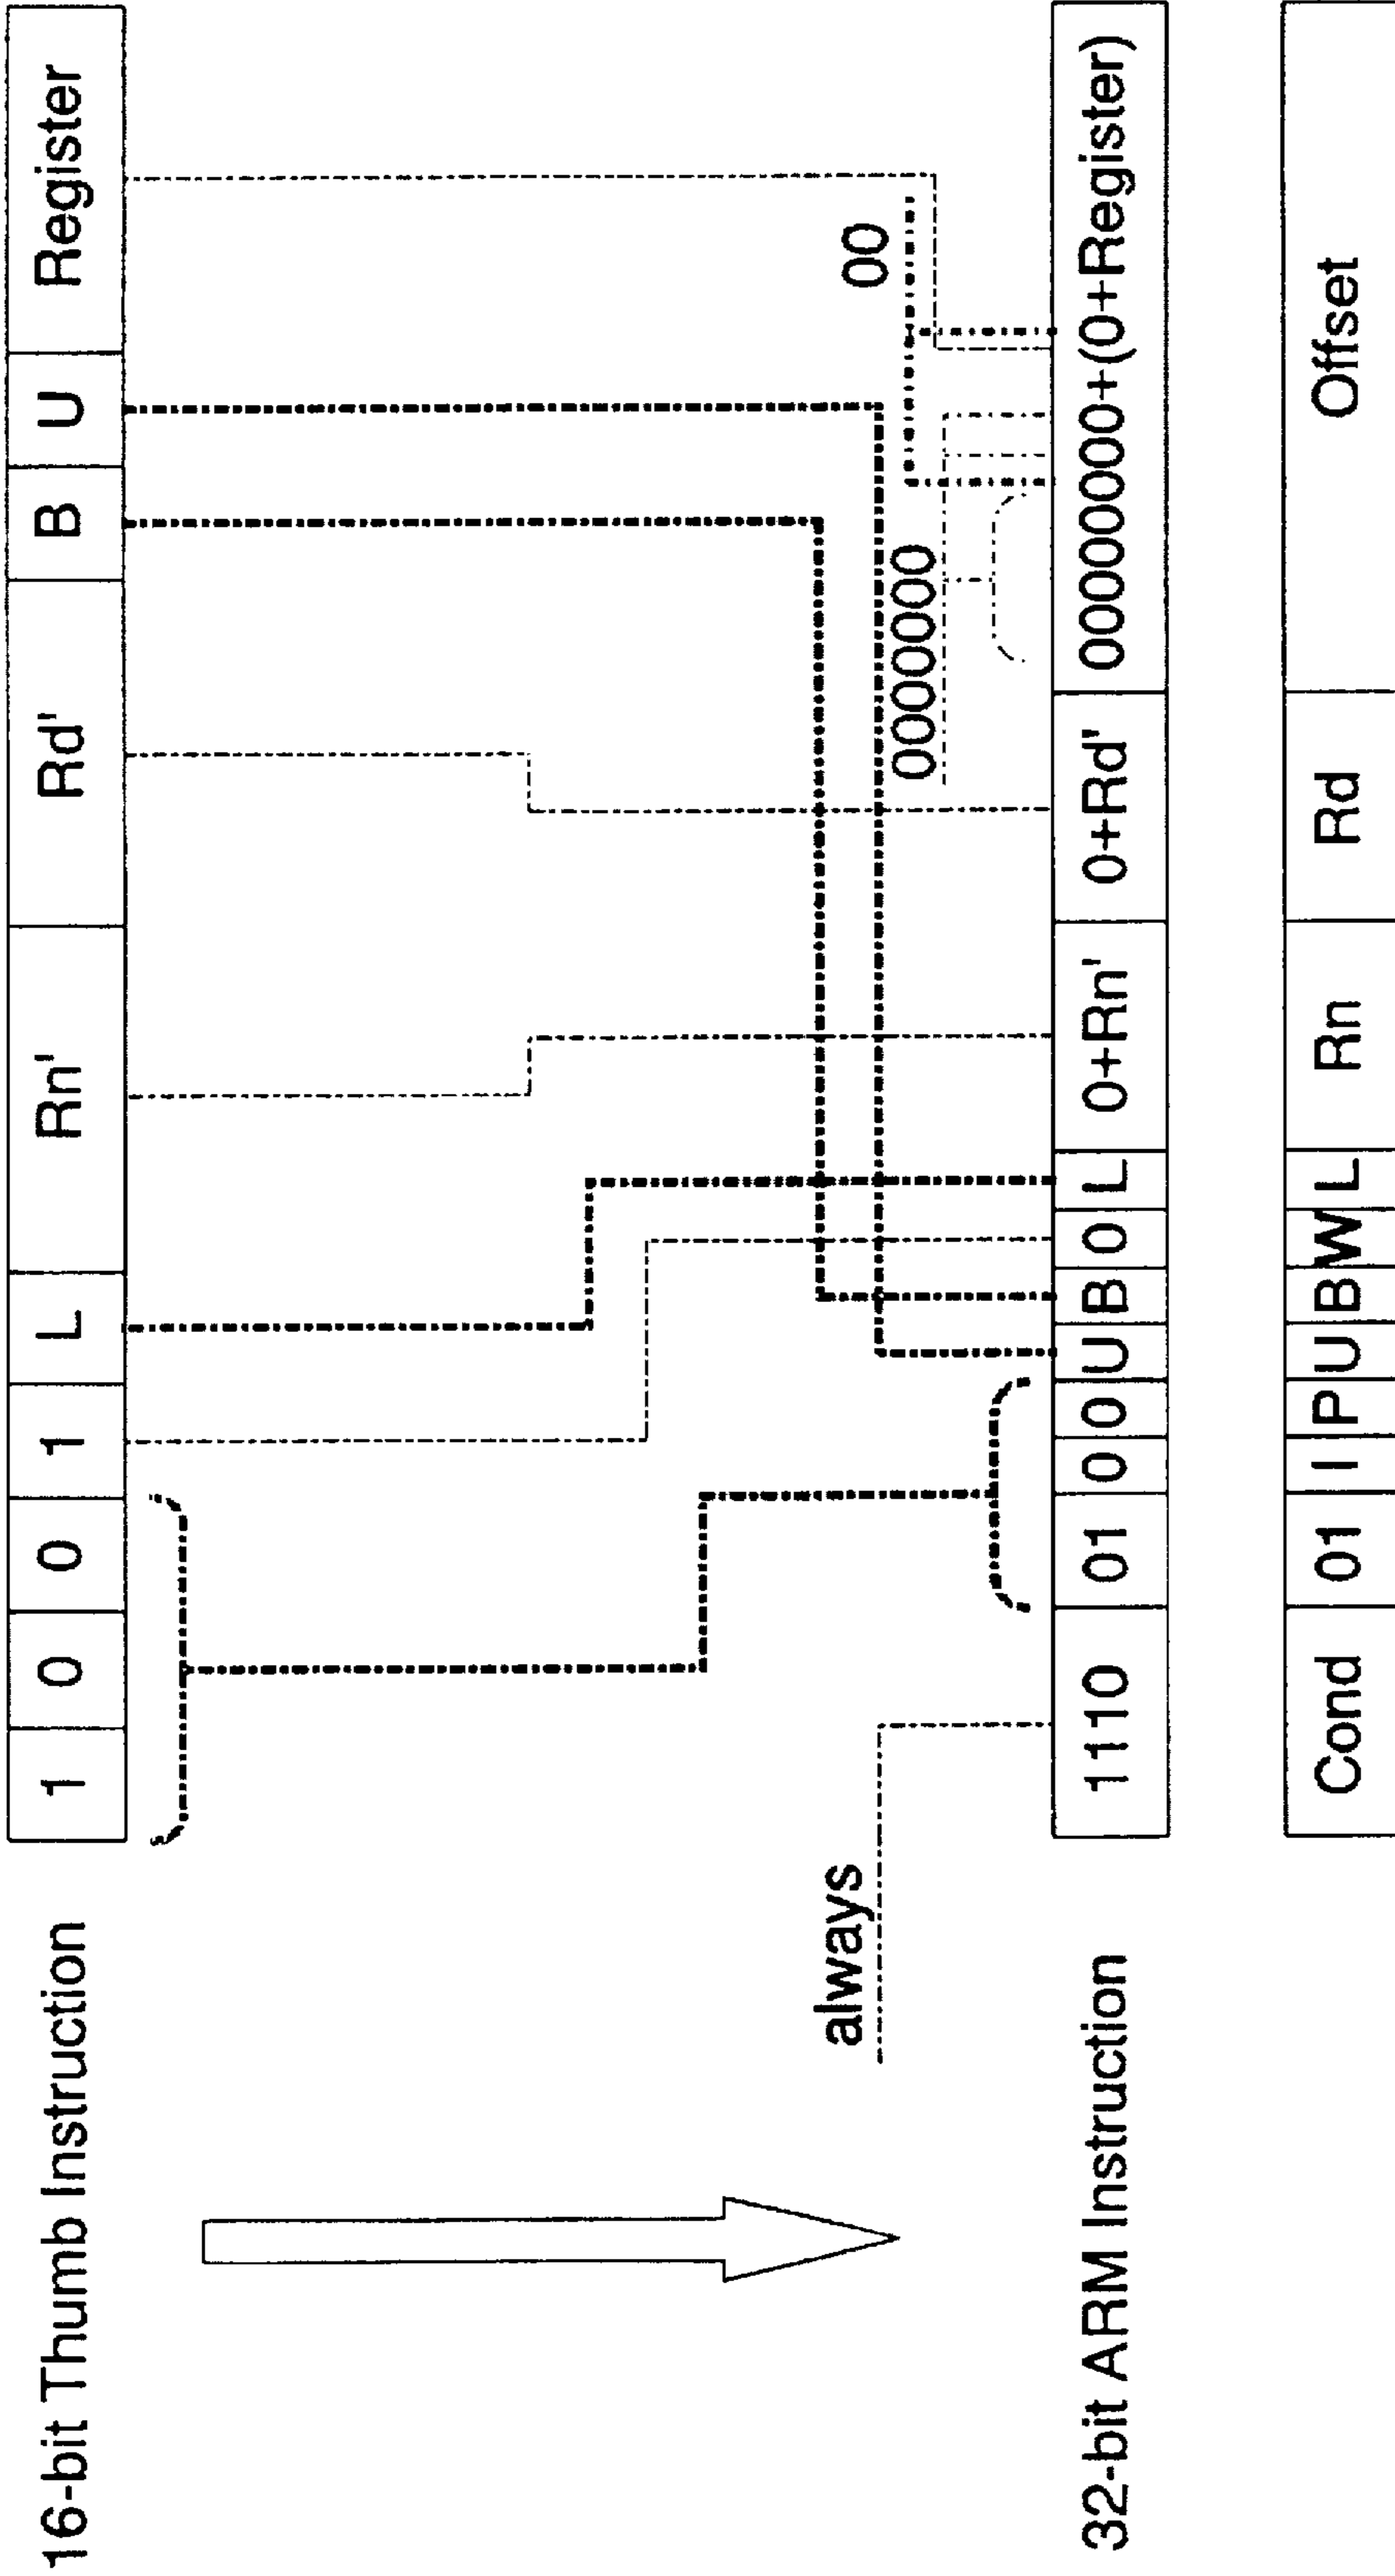 16-bit Thumb Instruction 1 0 0 1 L Rn' Rd' B U Register
always
00
0000000
32-bit ARM Instruction 1110 01 0 0 U B 0 L 0+Rn' 0+Rd' 00000000+(0+Register)
Cond 01 I P U B W L Rn Rd Offset